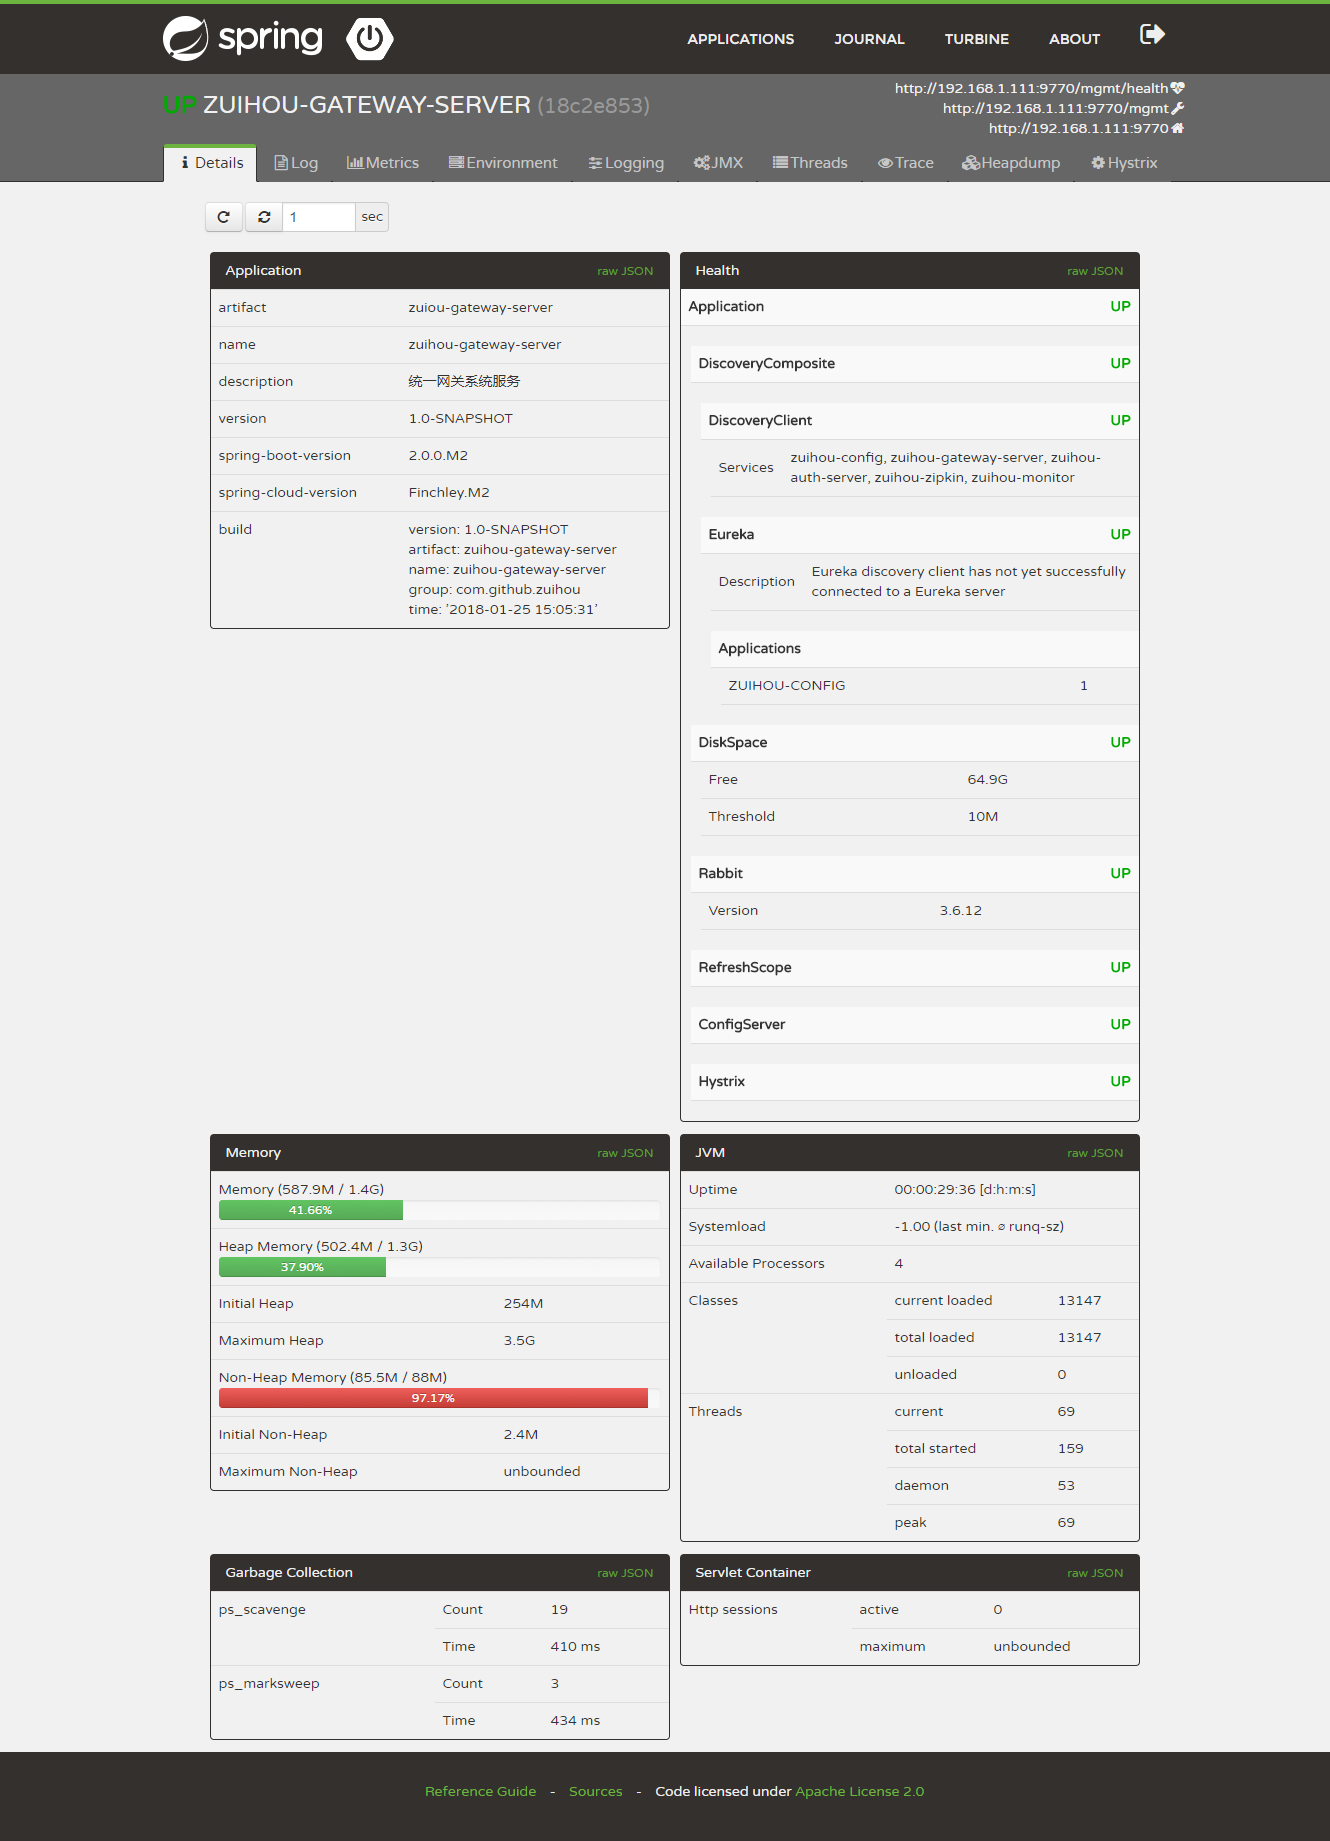 spring
APPLICATIONS JOURNAL TURBINE ABOUT
UP ZUIHOU-GATEWAY-SERVER (18c2e853)
http://192.168.1.111:9770/mgmt/health
http://192.168.1.111:9770/mgmt
http://192.168.1.111:9770
Details Log Metrics Environment Logging JMX Threads Trace Heapdump Hystrix
1 sec
Application raw JSON
artifact zuiou-gateway-server
name zuihou-gateway-server
description 统一网关系统服务
version 1.0-SNAPSHOT
spring-boot-version 2.0.0.M2
spring-cloud-version Finchley.M2
build version: 1.0-SNAPSHOT
artifact: zuihou-gateway-server
name: zuihou-gateway-server
group: com.github.zuihou
time: '2018-01-25 15:05:31'
Health raw JSON
Application UP
DiscoveryComposite UP
DiscoveryClient UP
Services zuihou-config, zuihou-gateway-server, zuihou-
auth-server, zuihou-zipkin, zuihou-monitor
Eureka UP
Description Eureka discovery client has not yet successfully
connected to a Eureka server
Applications
ZUIHOU-CONFIG 1
DiskSpace UP
Free 64.9G
Threshold 10M
Rabbit UP
Version 3.6.12
RefreshScope UP
ConfigServer UP
Hystrix UP
Memory raw JSON
Memory (587.9M / 1.4G)
41.66%
Heap Memory (502.4M / 1.3G)
37.90%
Initial Heap 254M
Maximum Heap 3.5G
Non-Heap Memory (85.5M / 88M)
97.17%
Initial Non-Heap 2.4M
Maximum Non-Heap unbounded
JVM raw JSON
Uptime 00:00:29:36 [d:h:m:s]
Systemload -1.00 (last min. ⌀ runq-sz)
Available Processors 4
Classes current loaded 13147
total loaded 13147
unloaded 0
Threads current 69
total started 159
daemon 53
peak 69
Garbage Collection raw JSON
ps_scavenge Count 19
Time 410 ms
ps_marksweep Count 3
Time 434 ms
Servlet Container raw JSON
Http sessions active 0
maximum unbounded
Reference Guide - Sources - Code licensed under Apache License 2.0